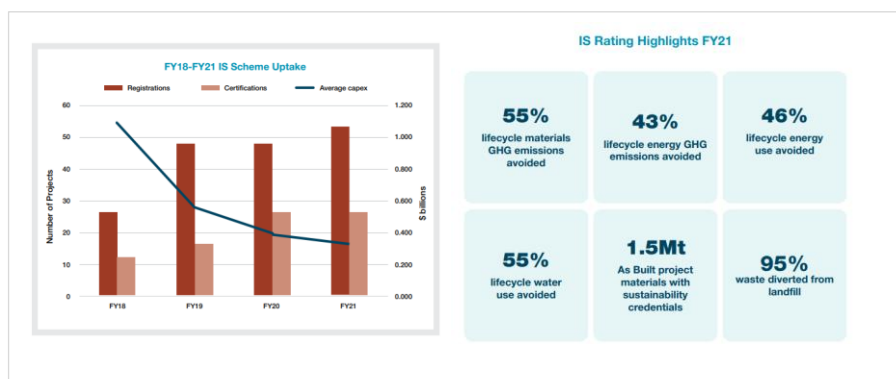 IS Rating Highlights FY21
FY18-FY21 IS Scheme Uptake
Registrations
Certifications
Average capex
60
50
40
30
20
10
0
Number of Projects
1.200
1.000
0.800
0.600
0.400
0.200
0.000
$ billions
FY18
FY19
FY20
FY21
55%
lifecycle materials
GHG emissions
avoided
43%
lifecycle energy GHG
emissions avoided
46%
lifecycle energy
use avoided
55%
lifecycle water
use avoided
1.5Mt
As Built project
materials with
sustainability
credentials
95%
waste diverted from
landfill